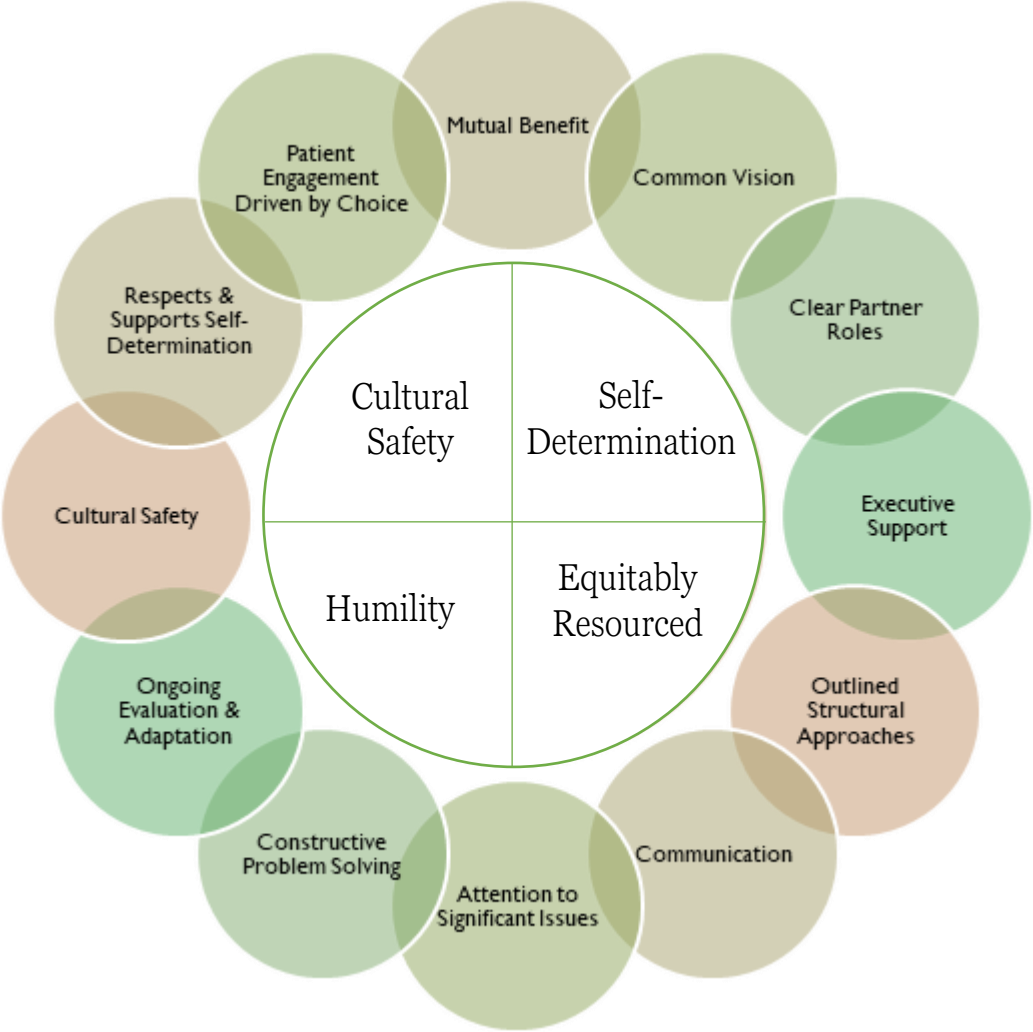 Mutual Benefit
Common Vision
Clear Partner
Roles
Executive
Support
Outlined
Structural
Approaches
Communication
Attention to
Significant Issues
Constructive
Problem Solving
Ongoing
Evaluation &
Adaptation
Cultural Safety
Respects &
Supports Self-
Determination
Patient
Engagement
Driven by Choice
Cultural
Safety
Self-
Determination
Humility
Equitably
Resourced